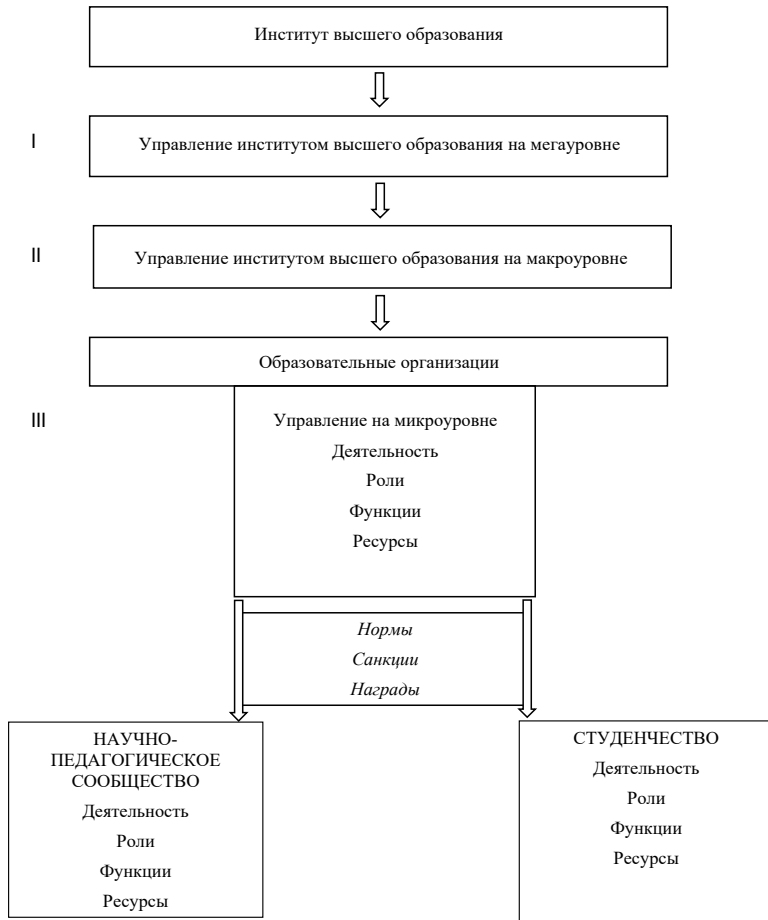 Институт высшего образования
I
Управление институтом высшего образования на мегауровне
II
Управление институтом высшего образования на макроуровне
Образовательные организации
III
Управление на микроуровне
Деятельность
Роли
Функции
Ресурсы
Нормы
Санкции
Награды
НАУЧНО-
ПЕДАГОГИЧЕСКОЕ
СООБЩЕСТВО
Деятельность
Роли
Функции
Ресурсы
СТУДЕНЧЕСТВО
Деятельность
Роли
Функции
Ресурсы